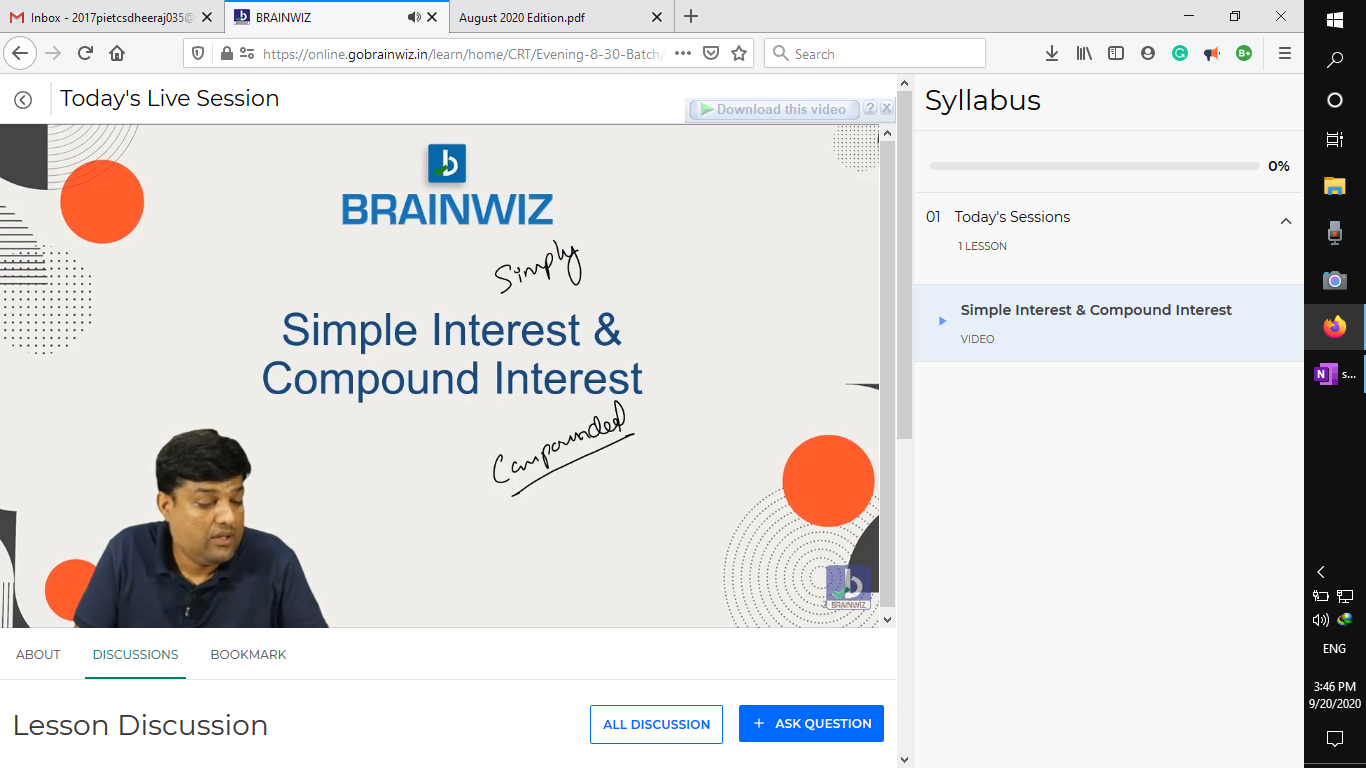 Inbox - 2017pietcsdheeraj035@
BRAINWIZ
August 2020 Edition.pdf
https://online.gobrainwiz.in/learn/home/CRT/Evening-8-30-Batch/
Search
Today's Live Session
Download this video
?
Syllabus
0%
BRAINWIZ
Simply
Simple Interest &
Compound Interest
Compounded
BRAINWIZ
01 Today's Sessions
1 LESSON
Simple Interest & Compound Interest
VIDEO
ABOUT DISCUSSIONS BOOKMARK
Lesson Discussion
ALL DISCUSSION
+ ASK QUESTION
N s...
ENG
3:46 PM
9/20/2020